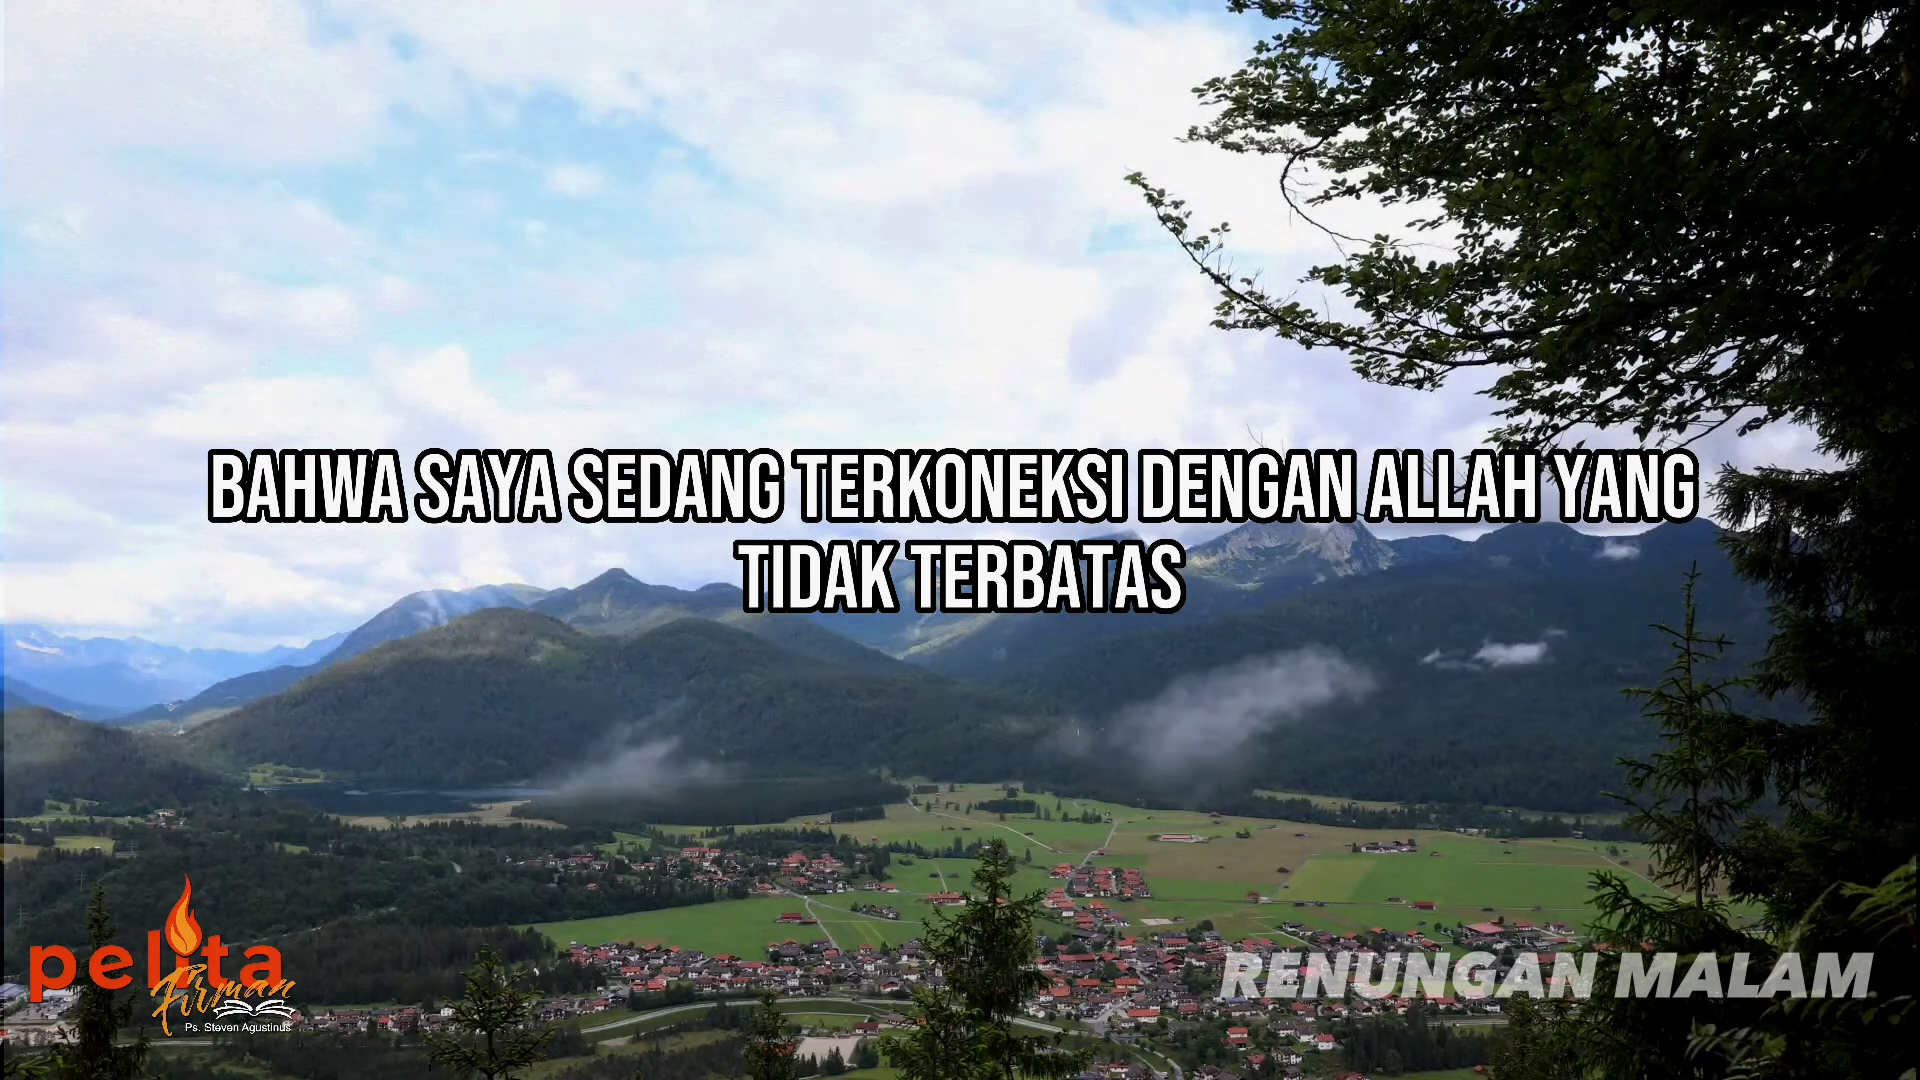 BAHWA SAYA SEDANG TERKONEKSI DENGAN ALLAH YANG
TIDAK TERBATAS
pelita
Firman
Ps. Steven Agustinus
RENUNGAN MALAM